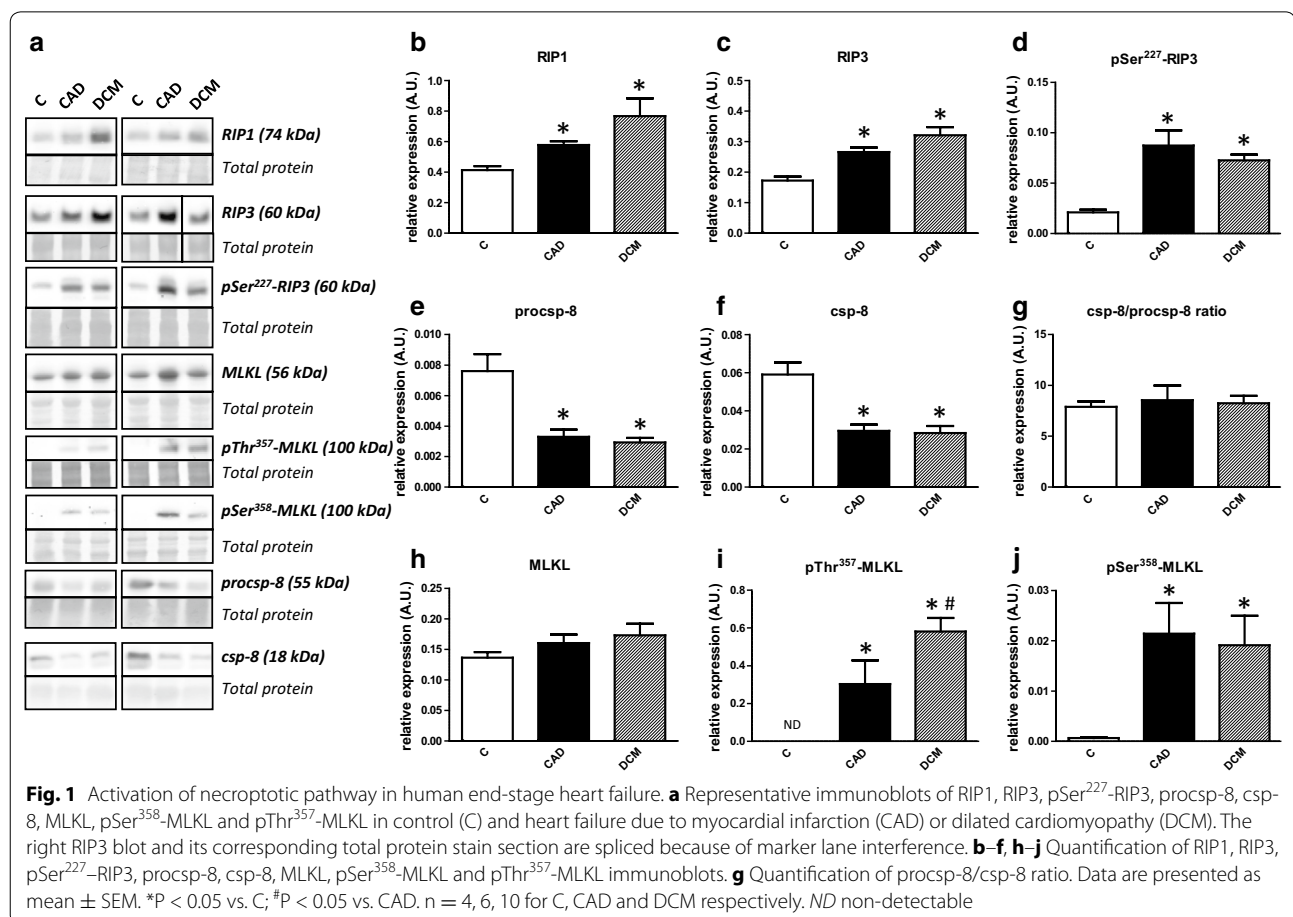 a
C CAD DCM C CAD DCM
RIP1 (74 kDa)
Total protein
RIP3 (60 kDa)
Total protein
pSer²²⁷-RIP3 (60 kDa)
Total protein
MLKL (56 kDa)
Total protein
pThr³⁵⁷-MLKL (100 kDa)
Total protein
pSer³⁵⁸-MLKL (100 kDa)
Total protein
procsp-8 (55 kDa)
Total protein
csp-8 (18 kDa)
Total protein
b
RIP1
relative expression (A.U.)
1.0
0.8
0.6
0.4
0.2
0.0
* *
C CAD DCM
c
RIP3
relative expression (A.U.)
0.5
0.4
0.3
0.2
0.1
0.0
* *
C CAD DCM
d
pSer²²⁷-RIP3
relative expression (A.U.)
0.15
0.10
0.05
0.00
* *
C CAD DCM
e
procsp-8
relative expression (A.U.)
0.010
0.008
0.006
0.004
0.002
0.000
* *
C CAD DCM
f
csp-8
relative expression (A.U.)
0.08
0.06
0.04
0.02
0.00
* *
C CAD DCM
g
csp-8/procsp-8 ratio
relative expression (A.U.)
15
10
5
0
C CAD DCM
h
MLKL
relative expression (A.U.)
0.25
0.20
0.15
0.10
0.05
0.00
C CAD DCM
i
pThr³⁵⁷-MLKL
relative expression (A.U.)
0.8
0.6
0.4
0.2
0.0
ND * * #
C CAD DCM
j
pSer³⁵⁸-MLKL
relative expression (A.U.)
0.03
0.02
0.01
0.00
* *
C CAD DCM
Fig. 1 Activation of necroptotic pathway in human end-stage heart failure. a Representative immunoblots of RIP1, RIP3, pSer²²⁷-RIP3, procsp-8, csp-
8, MLKL, pSer³⁵⁸-MLKL and pThr³⁵⁷-MLKL in control (C) and heart failure due to myocardial infarction (CAD) or dilated cardiomyopathy (DCM). The
right RIP3 blot and its corresponding total protein stain section are spliced because of marker lane interference. b–f, h–j Quantification of RIP1, RIP3,
pSer²²⁷–RIP3, procsp-8, csp-8, MLKL, pSer³⁵⁸-MLKL and pThr³⁵⁷-MLKL immunoblots. g Quantification of procsp-8/csp-8 ratio. Data are presented as
mean ± SEM. *P < 0.05 vs. C; #P < 0.05 vs. CAD. n = 4, 6, 10 for C, CAD and DCM respectively. ND non-detectable